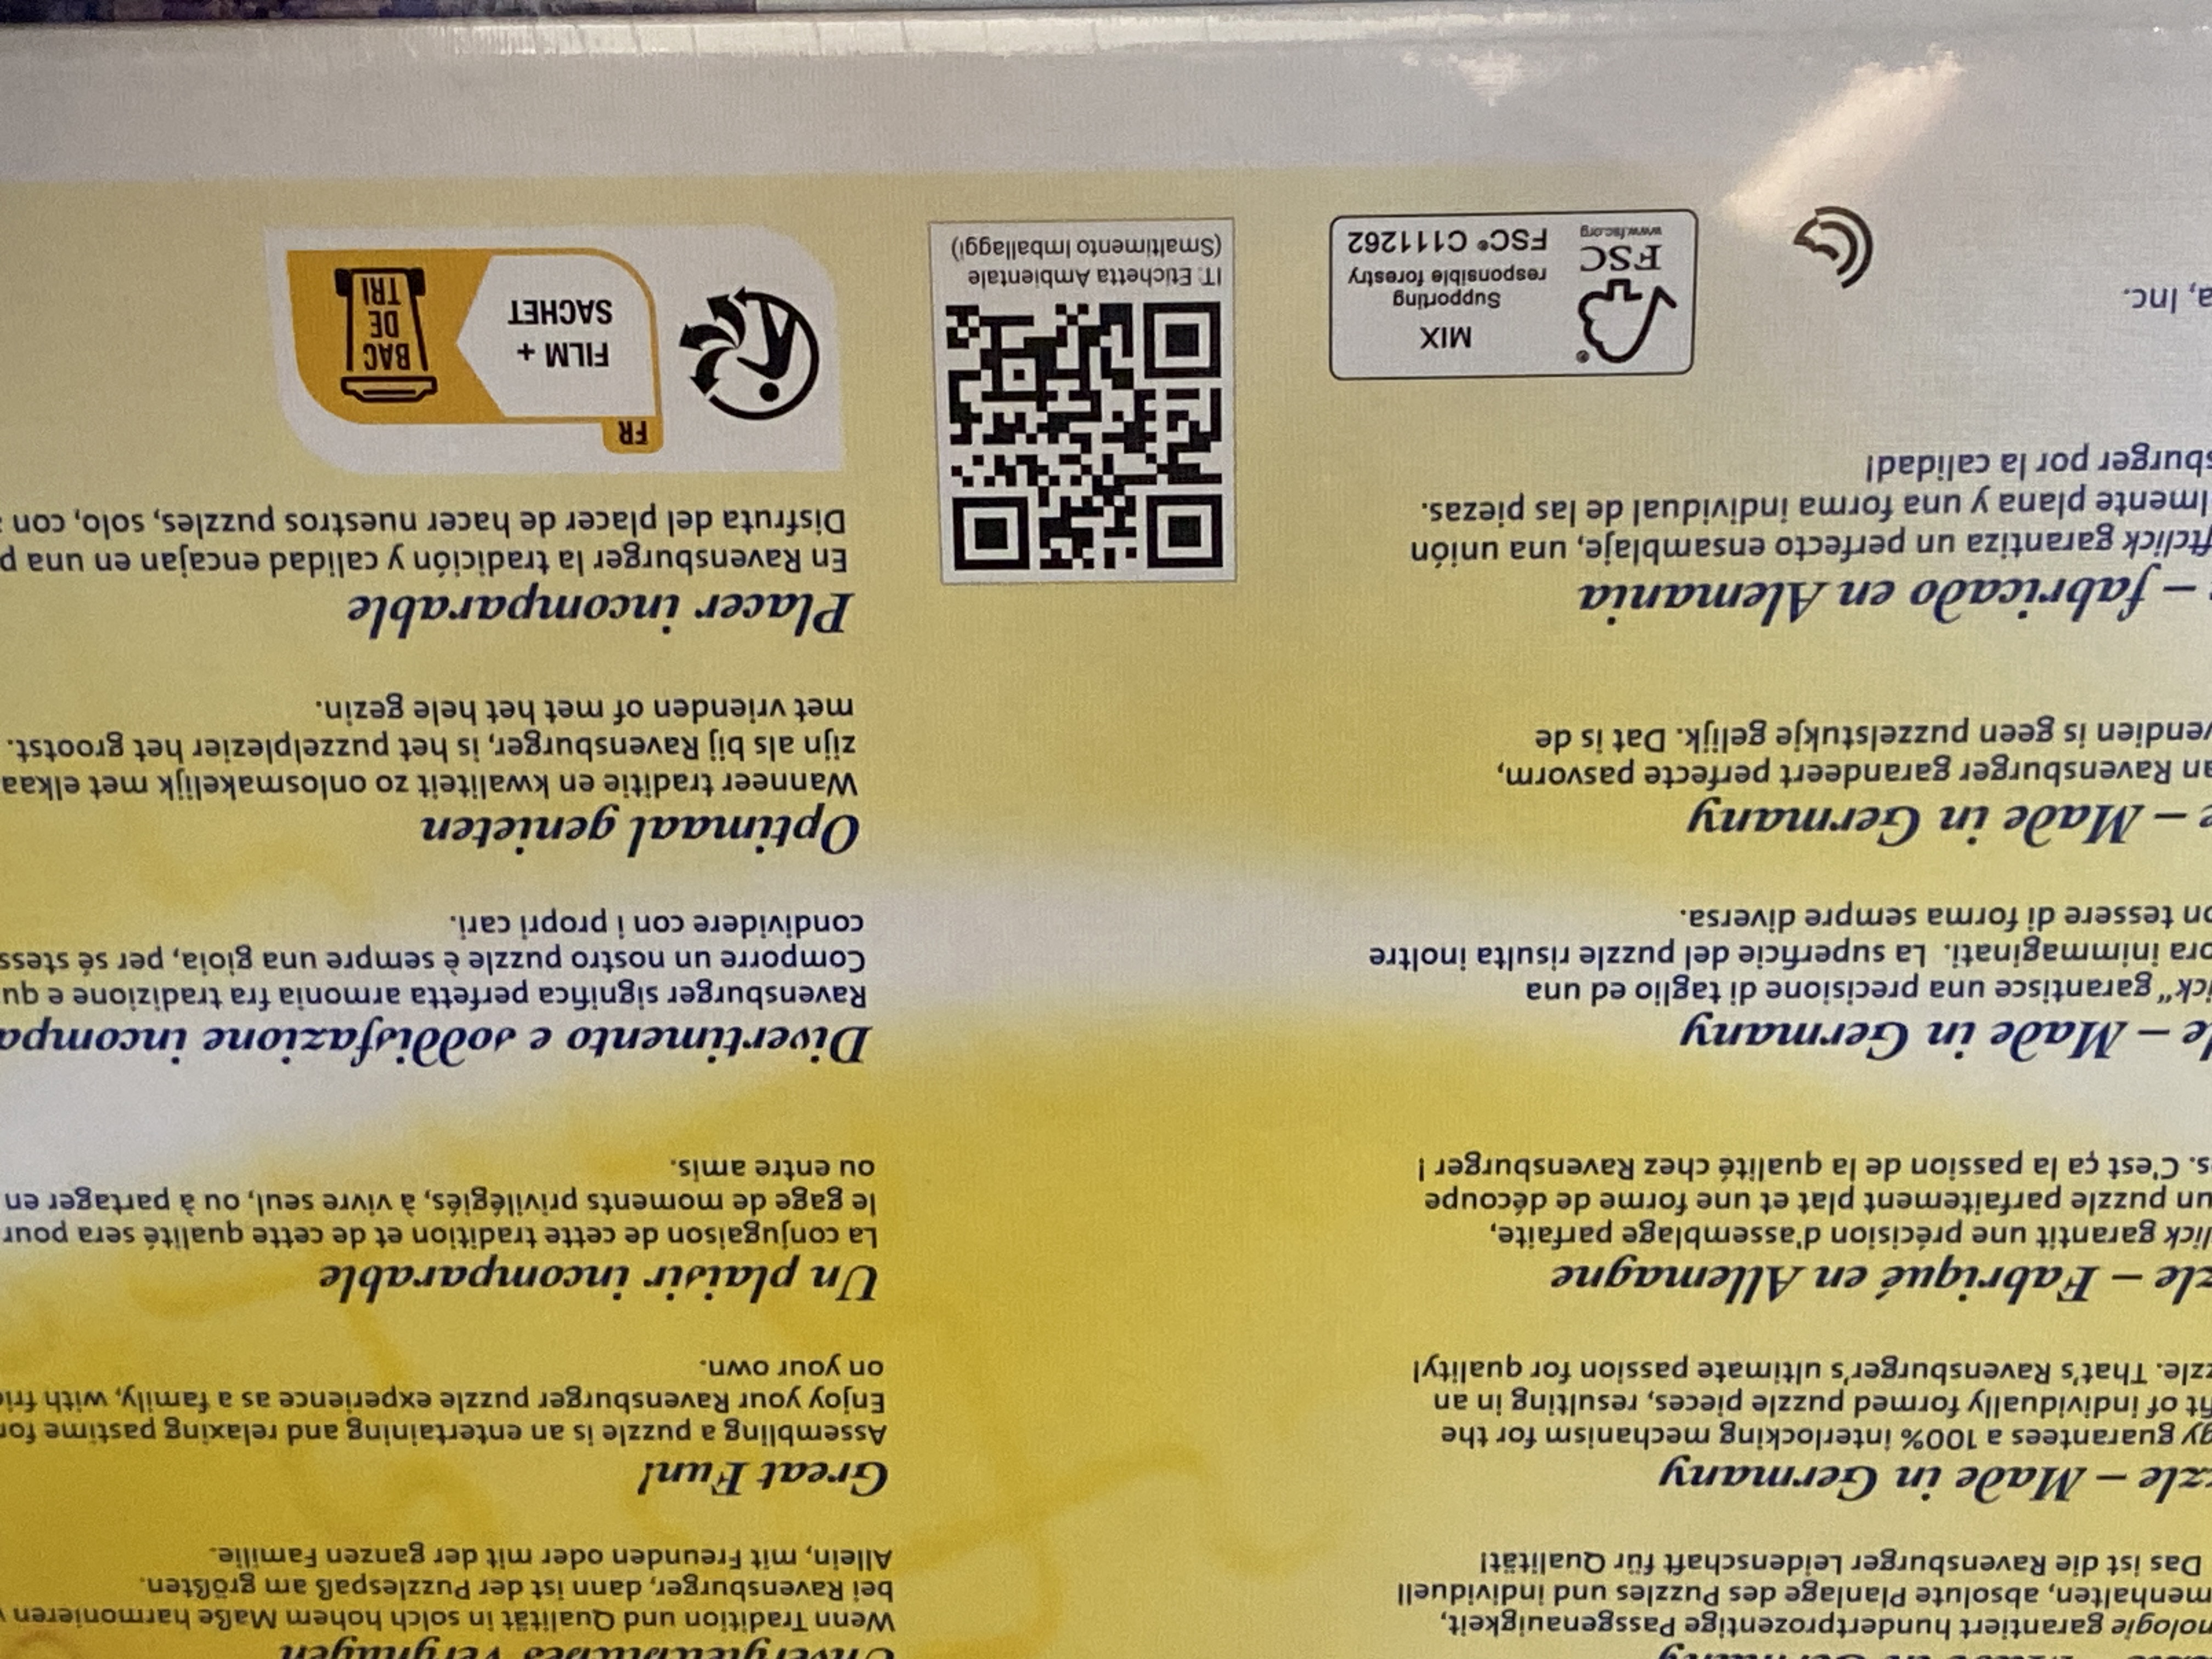 nologie garantiert hundertprozentige Passgenauigkeit,
menhalten, absolute Planlage des Puzzles und individuell
Das ist die Ravensburger Leidenschaft für Qualität!
zle – Made in Germany
gy guarantees a 100% interlocking mechanism for the
fit of individually formed puzzle pieces, resulting in an
zzle. That's Ravensburger's ultimate passion for quality!
zle – Fabriqué en Allemagne
lick garantit une précision d'assemblage parfaite,
un puzzle parfaitement plat et une forme de découpe
s. C'est ça la passion de la qualité chez Ravensburger !
le – Made in Germany
ick“ garantisce una precisione di taglio ed una
ora inimmaginati. La superficie del puzzle risulta inoltre
on tessere di forma sempre diversa.
e – Made in Germany
an Ravensburger garandeert perfecte pasvorm,
vendien is geen puzzelstukje gelijk. Dat is de
– fabricado en Alemania
ftclick garantiza un perfecto ensamblaje, una unión
lmente plana y una forma individual de las piezas.
sburger por la calidad!
a, Inc.
FSC
www.fsc.org
MIX
Supporting
responsible forestry
FSC® C111262
IT: Etichetta Ambientale
(Smaltimento Imballaggi)
Unvergleichliches Vergnügen
Wenn Tradition und Qualität in solch hohem Maße harmonieren
bei Ravensburger, dann ist der Puzzlespaß am größten.
Allein, mit Freunden oder mit der ganzen Familie.
Great Fun!
Assembling a puzzle is an entertaining and relaxing pastime for
Enjoy your Ravensburger puzzle experience as a family, with frie
on your own.
Un plaisir incomparable
La conjugaison de cette tradition et de cette qualité sera pour
le gage de moments privilégiés, à vivre seul, ou à partager en
ou entre amis.
Divertimento e soddisfazione incompa
Ravensburger significa perfetta armonia fra tradizione e qu
Comporre un nostro puzzle è sempre una gioia, per sé stess
condividere con i propri cari.
Optimaal genieten
Wanneer traditie en kwaliteit zo onlosmakelijk met elkaa
zijn als bij Ravensburger, is het puzzelplezier het grootst.
met vrienden of met het hele gezin.
Placer incomparable
En Ravensburger la tradición y calidad encajan en una p
Disfruta del placer de hacer nuestros puzzles, solo, con
FR
FILM +
SACHET
BAC
DE
TRI